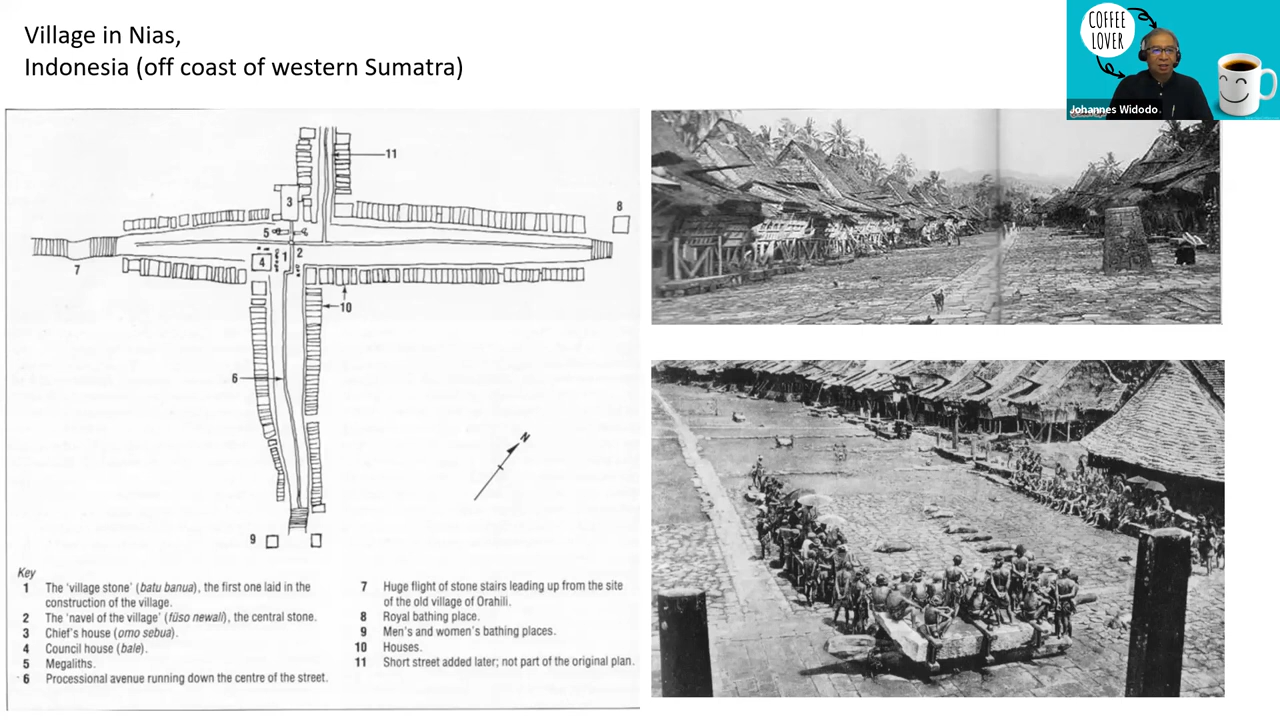 Village in Nias,
Indonesia (off coast of western Sumatra)
COFFEE
LOVER
Johannes Widodo
11
3
8
5
1
2
4
7
10
6
N
9
Key
1 The 'village stone' (batu banua), the first one laid in the
construction of the village.
2 The 'navel of the village' (fūso newali), the central stone.
3 Chief's house (omo sebua).
4 Council house (bale).
5 Megaliths.
6 Processional avenue running down the centre of the street.
7 Huge flight of stone stairs leading up from the site
of the old village of Orahili.
8 Royal bathing place.
9 Men's and women's bathing places.
10 Houses.
11 Short street added later; not part of the original plan.